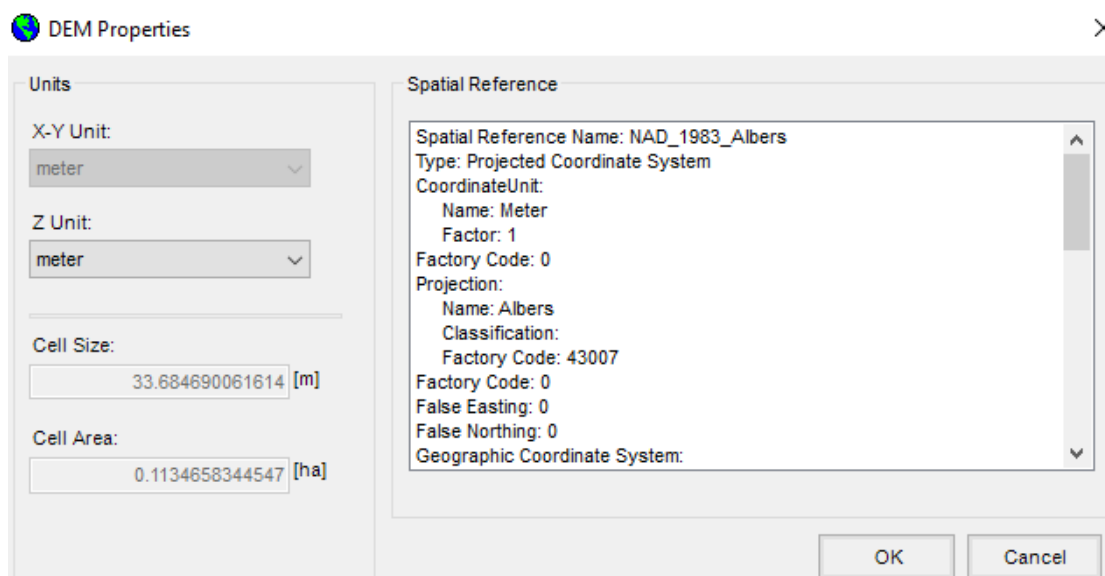 DEM Properties
Units
X-Y Unit:
meter
Z Unit:
meter
Cell Size:
33.684690061614 [m]
Cell Area:
0.1134658344547 [ha]
Spatial Reference
Spatial Reference Name: NAD_1983_Albers
Type: Projected Coordinate System
CoordinateUnit:
Name: Meter
Factor: 1
Factory Code: 0
Projection:
Name: Albers
Classification:
Factory Code: 43007
Factory Code: 0
False Easting: 0
False Northing: 0
Geographic Coordinate System:
OK
Cancel